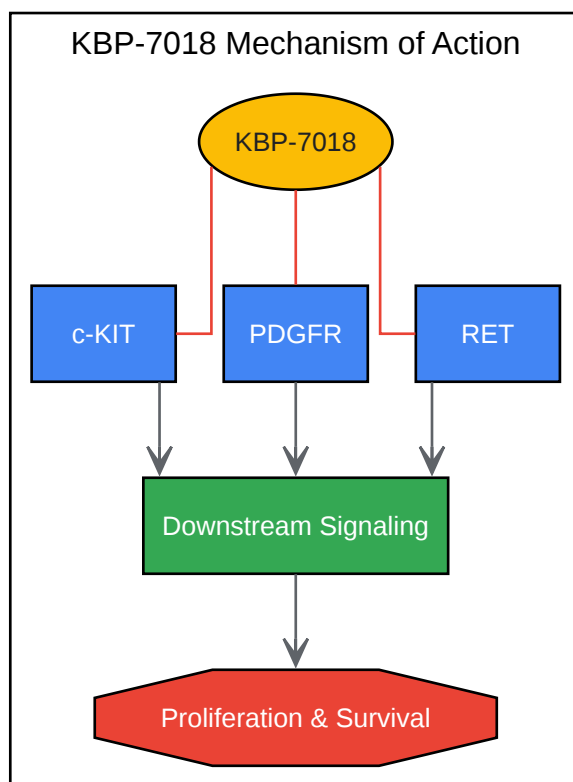 KBP-7018 Mechanism of Action
KBP-7018
c-KIT
PDGFR
RET
Downstream Signaling
Proliferation & Survival